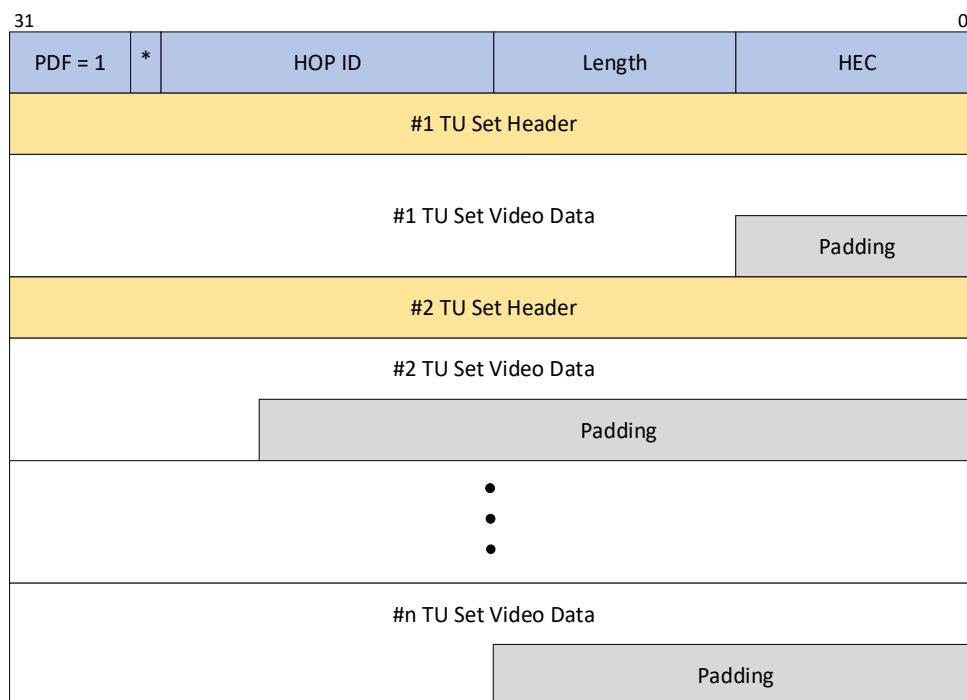 31 0
PDF = 1 * HOP ID Length HEC
#1 TU Set Header
#1 TU Set Video Data
Padding
#2 TU Set Header
#2 TU Set Video Data
Padding
#n TU Set Video Data
Padding